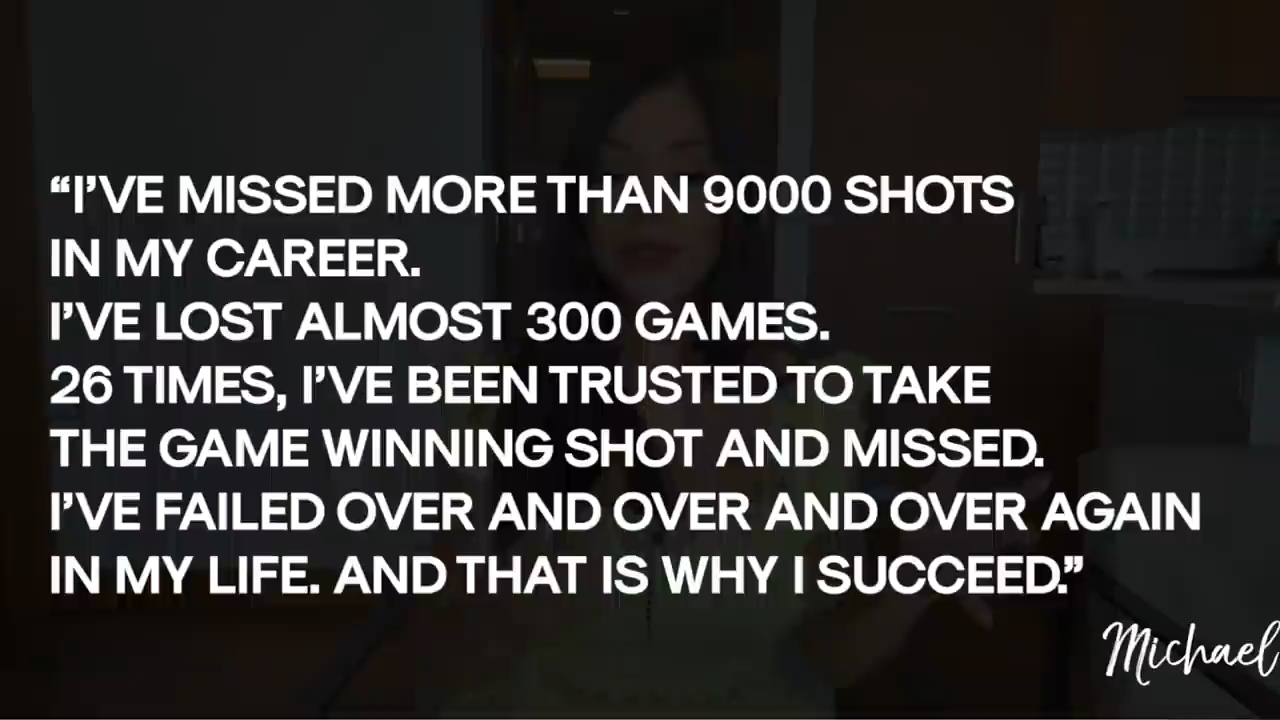 “I’VE MISSED MORE THAN 9000 SHOTS
IN MY CAREER.
I’VE LOST ALMOST 300 GAMES.
26 TIMES, I’VE BEEN TRUSTED TO TAKE
THE GAME WINNING SHOT AND MISSED.
I’VE FAILED OVER AND OVER AND OVER AGAIN
IN MY LIFE. AND THAT IS WHY I SUCCEED.”
Michael